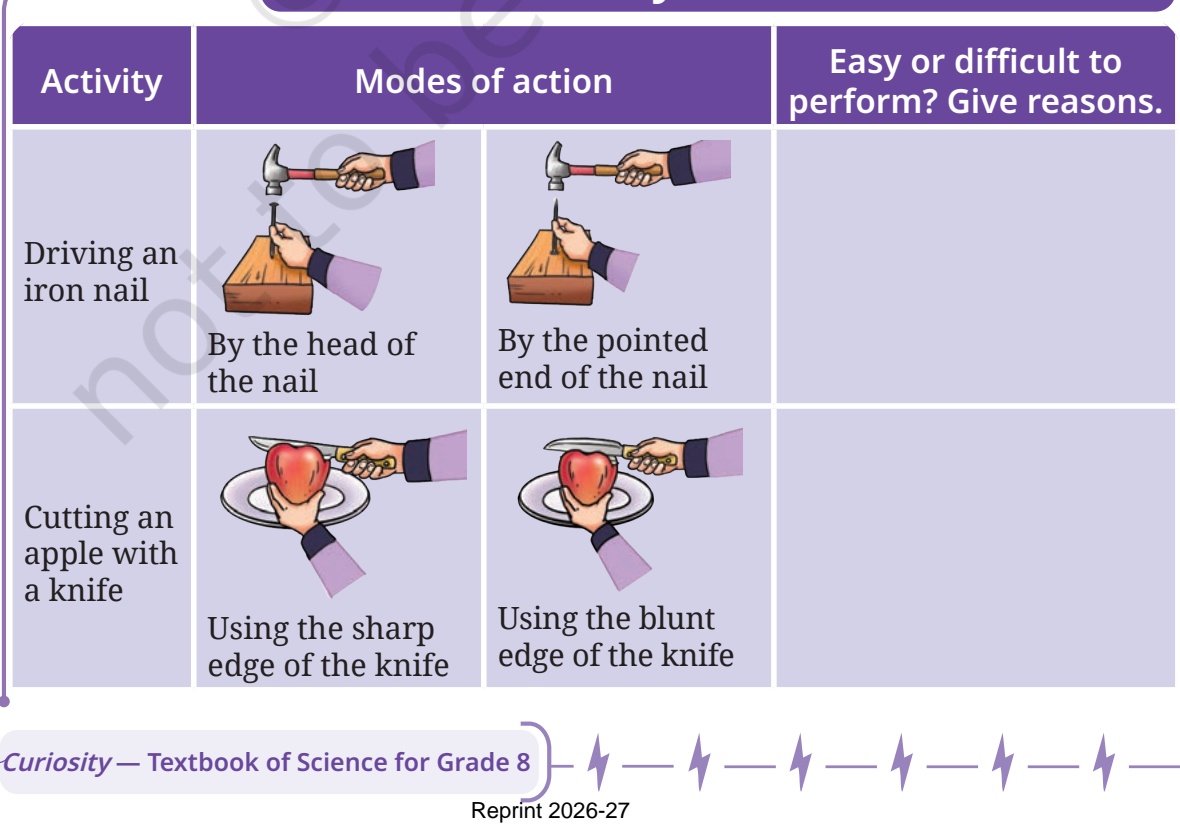 Activity
Modes of action
Easy or difficult to
perform? Give reasons.
Driving an
iron nail
By the head of
the nail
By the pointed
end of the nail
Cutting an
apple with
a knife
Using the sharp
edge of the knife
Using the blunt
edge of the knife
not to be
Curiosity — Textbook of Science for Grade 8
Reprint 2026-27